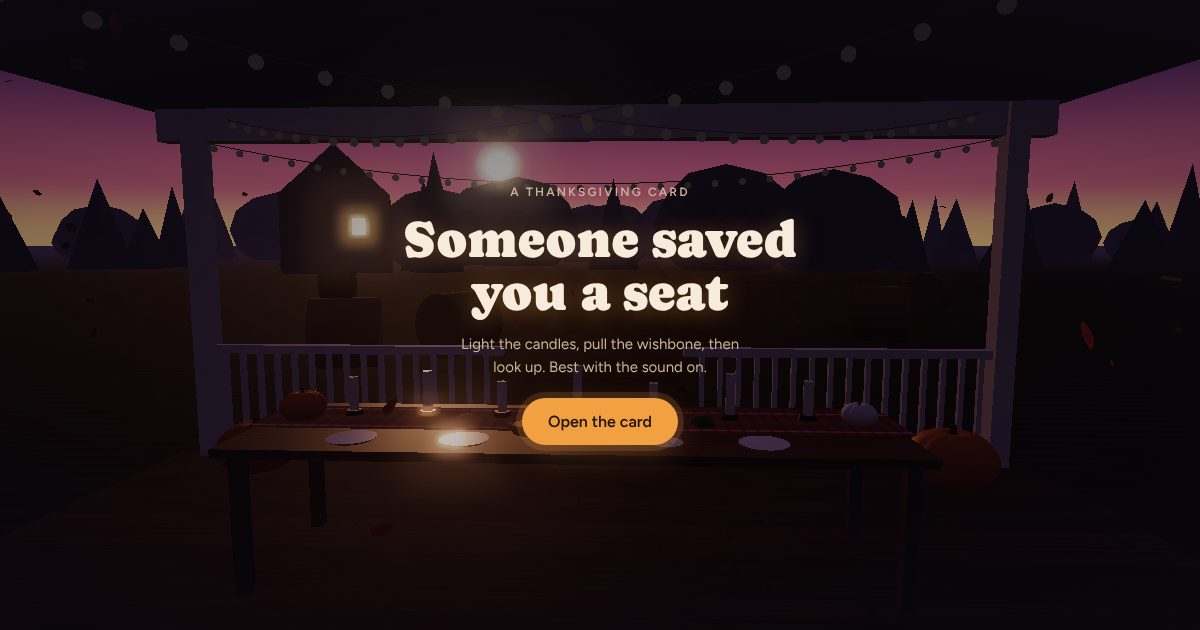 A THANKSGIVING CARD
Someone saved
you a seat
Light the candles, pull the wishbone, then
look up. Best with the sound on.
Open the card